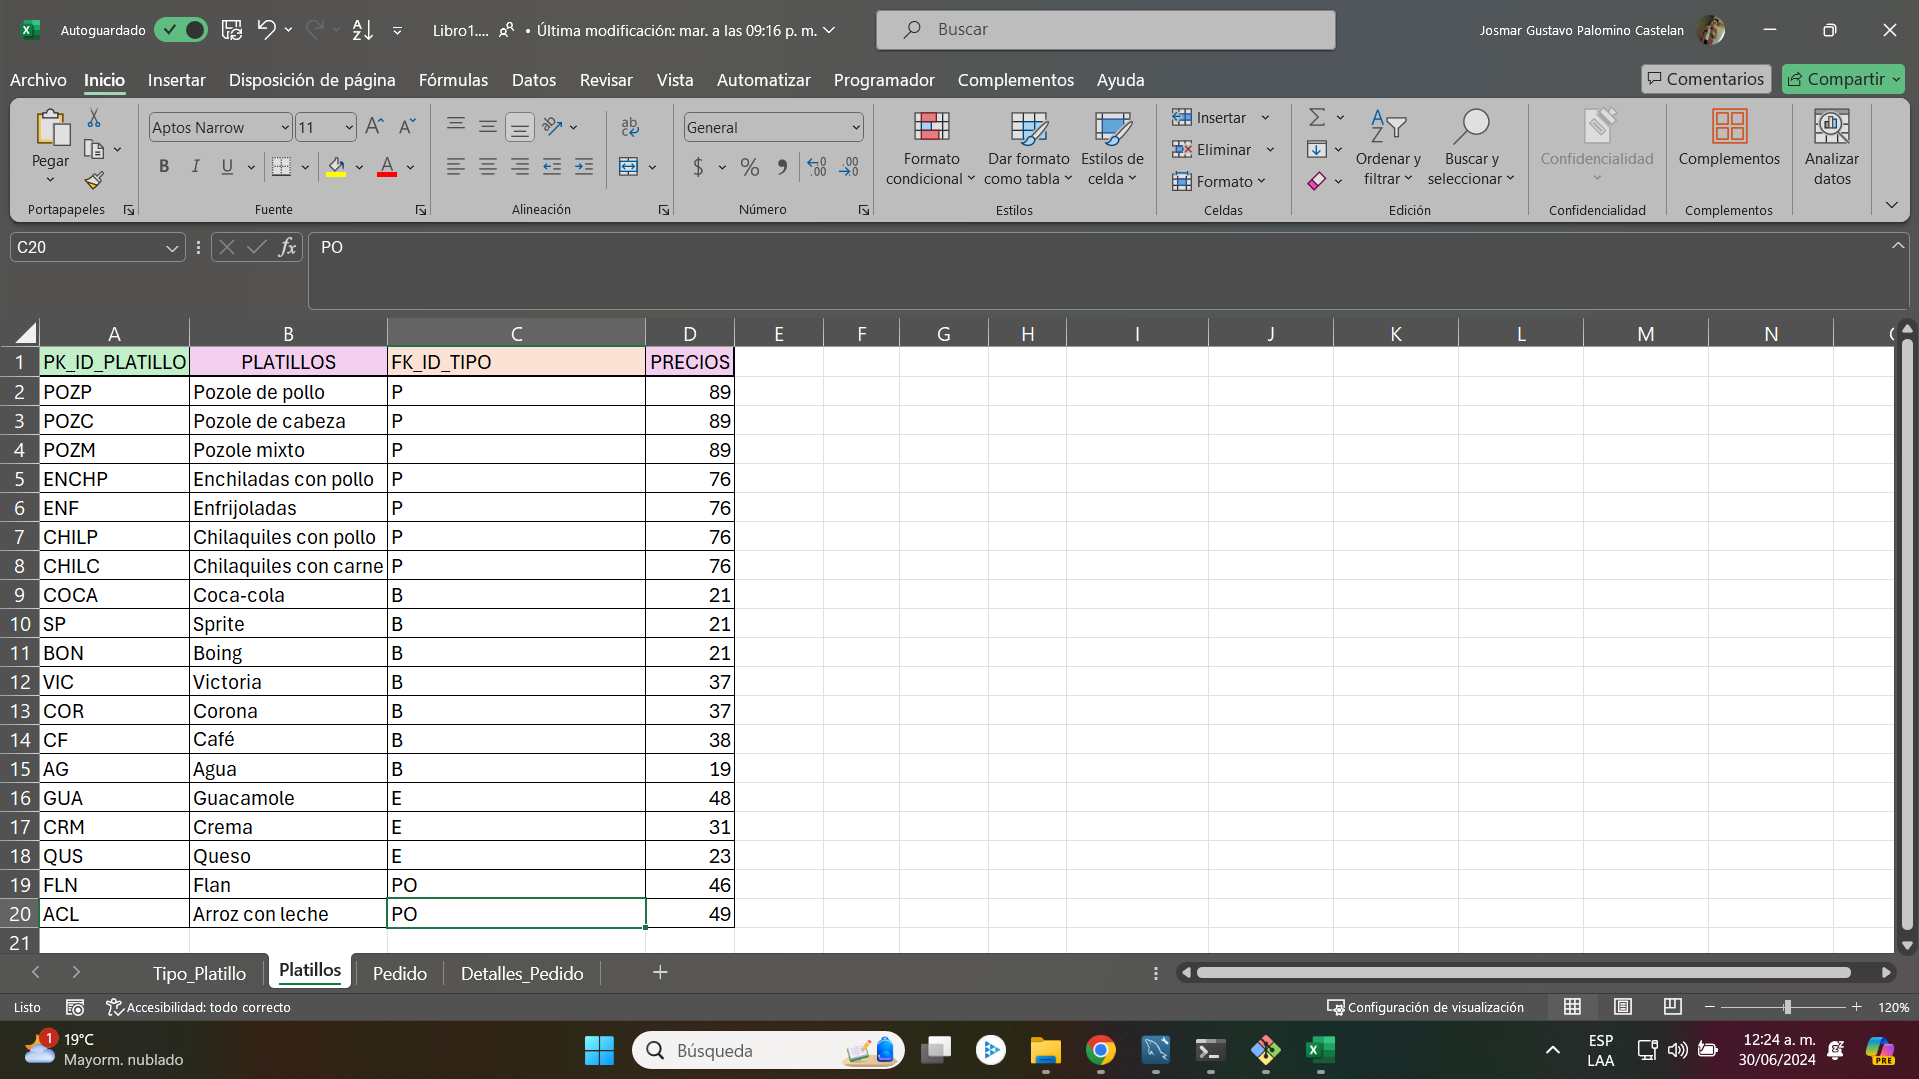 Autoguardado
Libro1.... • Última modificación: mar. a las 09:16 p. m.
Buscar
Josmar Gustavo Palomino Castelan
Archivo Inicio Insertar Disposición de página Fórmulas Datos Revisar Vista Automatizar Programador Complementos Ayuda
Comentarios Compartir
Pegar
Portapapeles
Aptos Narrow 11
N I U
Fuente
ab
Alineación
General
$ % 000
Número
Formato condicional
Dar formato como tabla
Estilos de celda
Estilos
Insertar
Eliminar
Formato
Celdas
Ordenar y filtrar
Buscar y seleccionar
Edición
Confidencialidad
Confidencialidad
Complementos
Complementos
Analizar datos
C20 fx PO
A B C D E F G H I J K L M N
1 PK_ID_PLATILLO PLATILLOS FK_ID_TIPO PRECIOS
2 POZP Pozole de pollo P 89
3 POZC Pozole de cabeza P 89
4 POZM Pozole mixto P 89
5 ENCHP Enchiladas con pollo P 76
6 ENF Enfrijoladas P 76
7 CHILP Chilaquiles con pollo P 76
8 CHILC Chilaquiles con carne P 76
9 COCA Coca-cola B 21
10 SP Sprite B 21
11 BON Boing B 21
12 VIC Victoria B 37
13 COR Corona B 37
14 CF Café B 38
15 AG Agua B 19
16 GUA Guacamole E 48
17 CRM Crema E 31
18 QUS Queso E 23
19 FLN Flan PO 46
20 ACL Arroz con leche PO 49
21
Tipo_Platillo Platillos Pedido Detalles_Pedido
Listo Accesibilidad: todo correcto Configuración de visualización 120%
1 19°C
Mayorm. nublado
Búsqueda
ESP
LAA
12:24 a. m.
30/06/2024
PRE